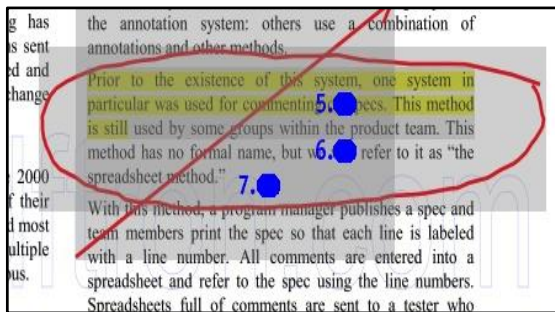 ng has
as sent
ed and
change
2000
f their
d most
ultiple
ous.
the annotation system: others use a combination of
annotations and other methods.
Prior to the existence of this system, one system in
particular was used for commenting specs. This method
is still used by some groups within the product team. This
method has no formal name, but refer to it as “the
spreadsheet method.”
With this method, a program manager publishes a spec and
team members print the spec so that each line is labeled
with a line number. All comments are entered into a
spreadsheet and refer to the spec using the line numbers.
Spreadsheets full of comments are sent to a tester who
5.
6.
7.